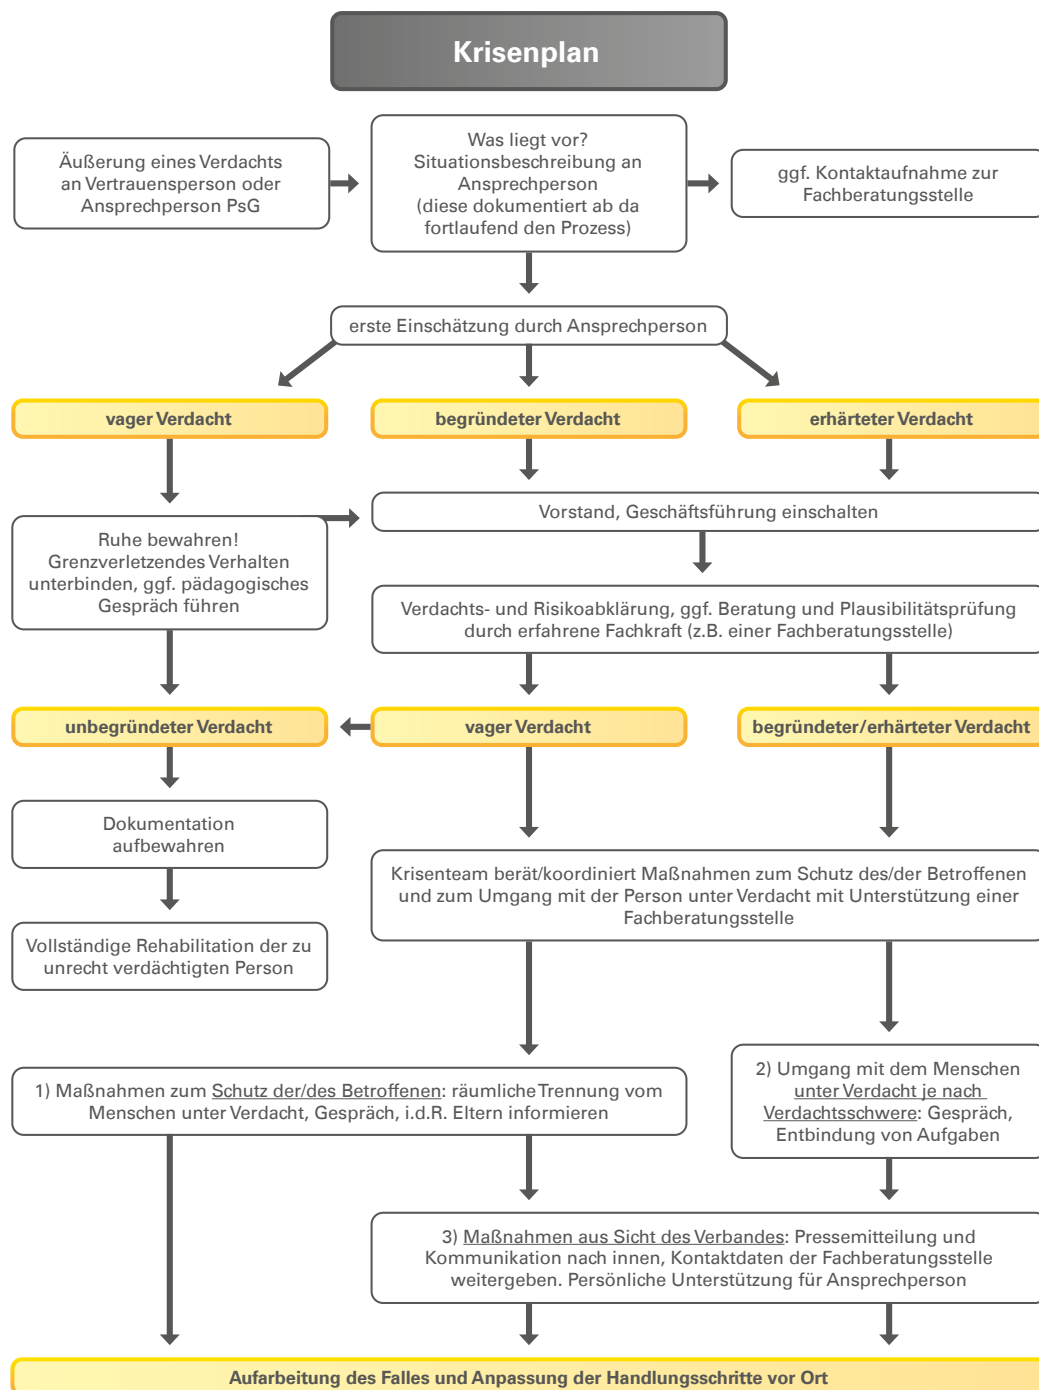 Krisenplan
Äußerung eines Verdachts
an Vertrauensperson oder
Ansprechperson PsG
Was liegt vor?
Situationsbeschreibung an
Ansprechperson
(diese dokumentiert ab da
fortlaufend den Prozess)
ggf. Kontaktaufnahme zur
Fachberatungsstelle
erste Einschätzung durch Ansprechperson
vager Verdacht
begründeter Verdacht
erhärteter Verdacht
Ruhe bewahren!
Grenzverletzendes Verhalten
unterbinden, ggf. pädagogisches
Gespräch führen
Vorstand, Geschäftsführung einschalten
Verdachts- und Risikoabklärung, ggf. Beratung und Plausibilitätsprüfung
durch erfahrene Fachkraft (z.B. einer Fachberatungsstelle)
unbegründeter Verdacht
vager Verdacht
begründeter/erhärteter Verdacht
Dokumentation
aufbewahren
Krisenteam berät/koordiniert Maßnahmen zum Schutz des/der Betroffenen
und zum Umgang mit der Person unter Verdacht mit Unterstützung einer
Fachberatungsstelle
Vollständige Rehabilitation der zu
unrecht verdächtigten Person
1) Maßnahmen zum Schutz der/des Betroffenen: räumliche Trennung vom
Menschen unter Verdacht, Gespräch, i.d.R. Eltern informieren
2) Umgang mit dem Menschen
unter Verdacht je nach
Verdachtsschwere: Gespräch,
Entbindung von Aufgaben
3) Maßnahmen aus Sicht des Verbandes: Pressemitteilung und
Kommunikation nach innen, Kontaktdaten der Fachberatungsstelle
weitergeben. Persönliche Unterstützung für Ansprechperson
Aufarbeitung des Falles und Anpassung der Handlungsschritte vor Ort